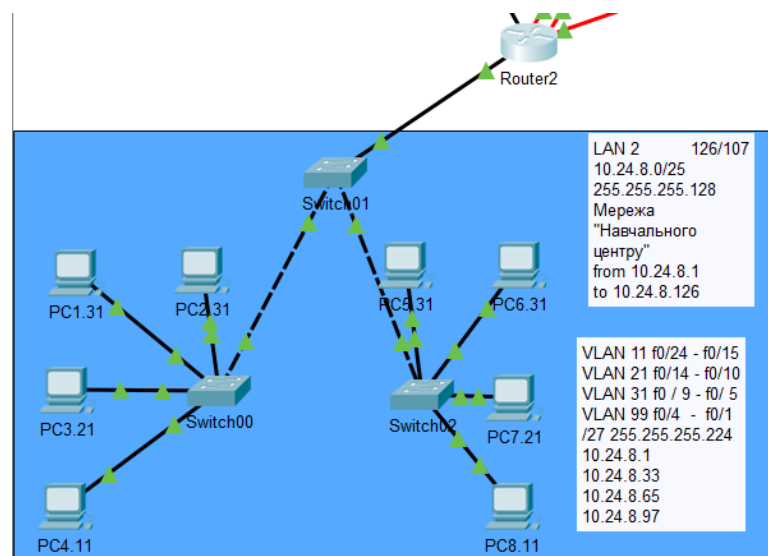 Router2
LAN 2 126/107
10.24.8.0/25
255.255.255.128
Мережа
"Навчального
центру"
from 10.24.8.1
to 10.24.8.126
Switch01
PC1.31
PC2.31
PC5.31
PC6.31
VLAN 11 f0/24 - f0/15
VLAN 21 f0/14 - f0/10
VLAN 31 f0 / 9 - f0/ 5
VLAN 99 f0/4 - f0/1
/27 255.255.255.224
10.24.8.1
10.24.8.33
10.24.8.65
10.24.8.97
PC3.21
Switch00
Switch02
PC7.21
PC4.11
PC8.11